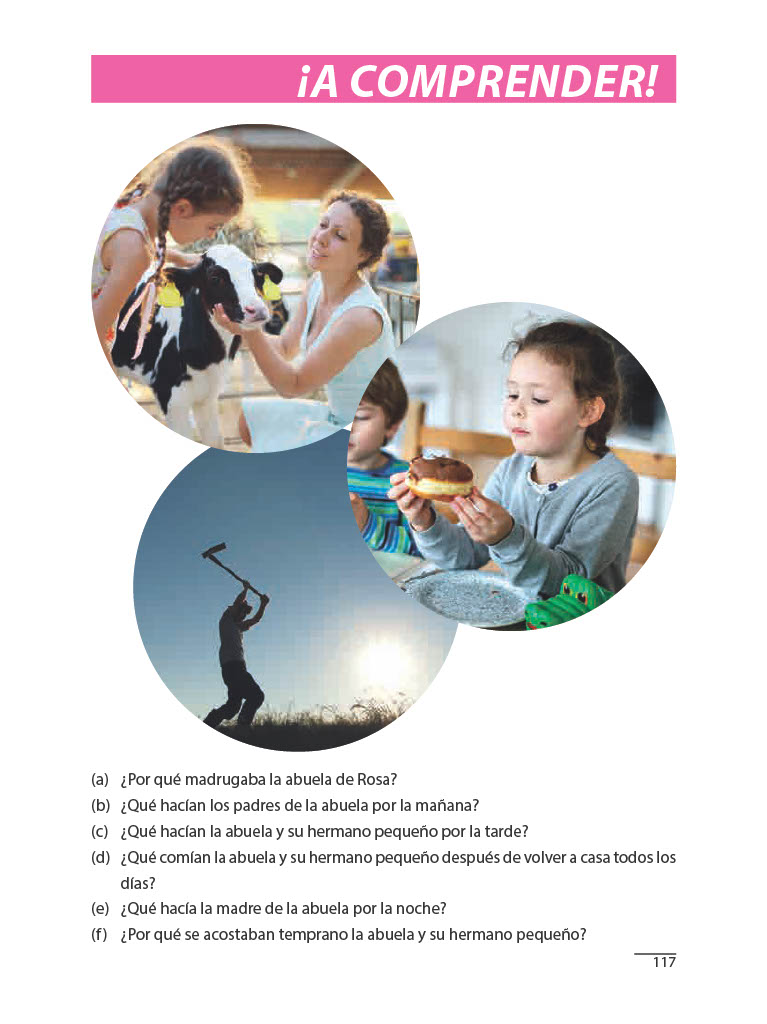 ¡A COMPRENDER!
(a) ¿Por qué madrugaba la abuela de Rosa?
(b) ¿Qué hacían los padres de la abuela por la mañana?
(c) ¿Qué hacían la abuela y su hermano pequeño por la tarde?
(d) ¿Qué comían la abuela y su hermano pequeño después de volver a casa todos los
días?
(e) ¿Qué hacía la madre de la abuela por la noche?
(f) ¿Por qué se acostaban temprano la abuela y su hermano pequeño?
117